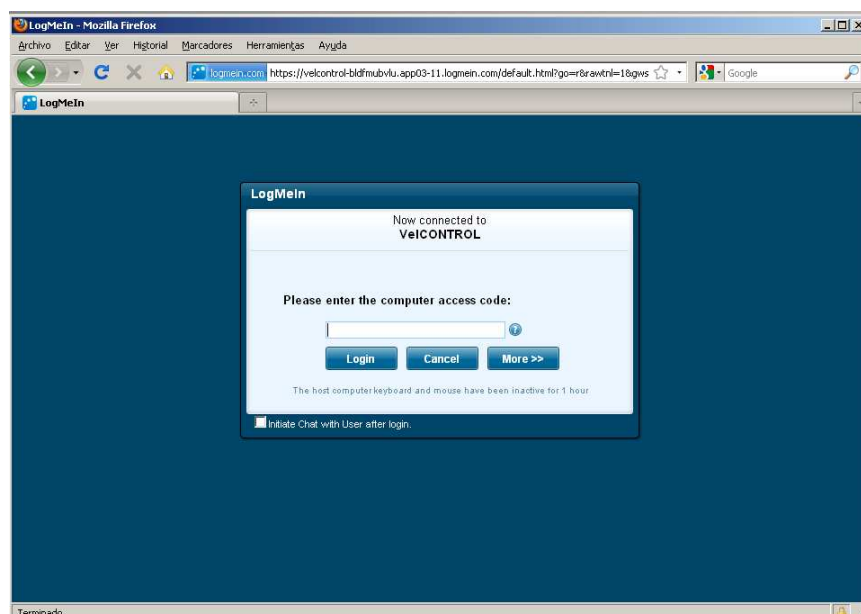 LogMeIn - Mozilla Firefox
Archivo Editar Ver Historial Marcadores Herramientas Ayuda
logmein.com https://velcontrol-bldfmubvlu.app03-11.logmein.com/default.html?go=r&rawtnl=1&gws Google
LogMeIn
LogMeIn
Now connected to
VelCONTROL
Please enter the computer access code:
Login Cancel More >>
The host computer keyboard and mouse have been inactive for 1 hour
Initiate Chat with User after login.
Terminado